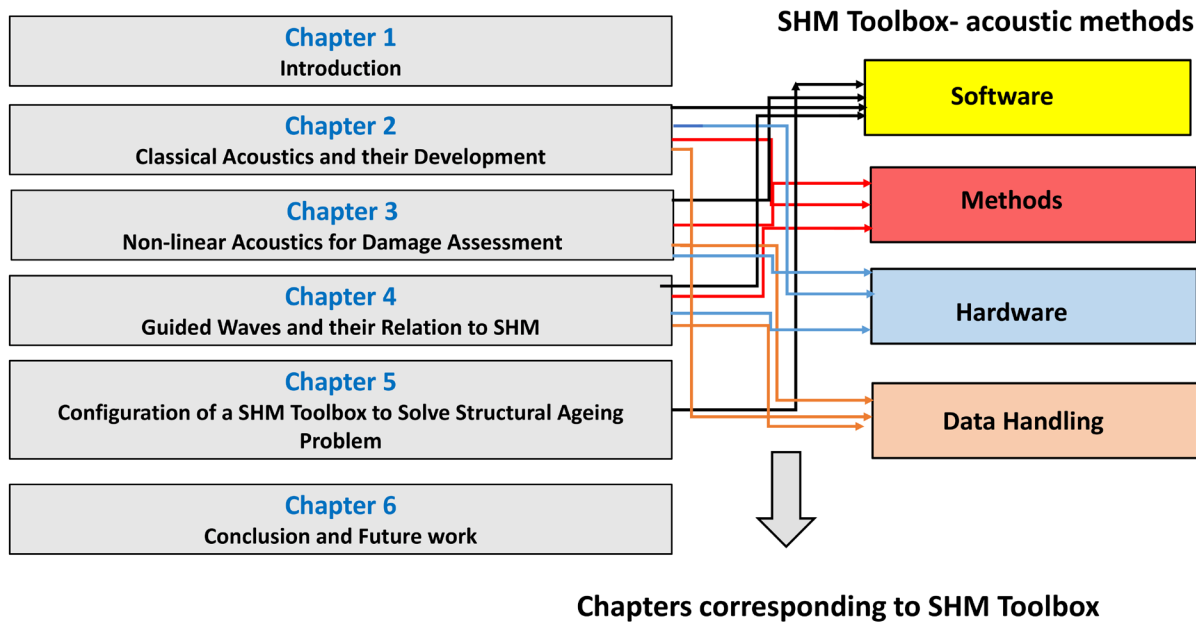 SHM Toolbox- acoustic methods
Chapter 1
Introduction
Chapter 2
Classical Acoustics and their Development
Chapter 3
Non-linear Acoustics for Damage Assessment
Chapter 4
Guided Waves and their Relation to SHM
Chapter 5
Configuration of a SHM Toolbox to Solve Structural Ageing
Problem
Chapter 6
Conclusion and Future work
Software
Methods
Hardware
Data Handling
Chapters corresponding to SHM Toolbox